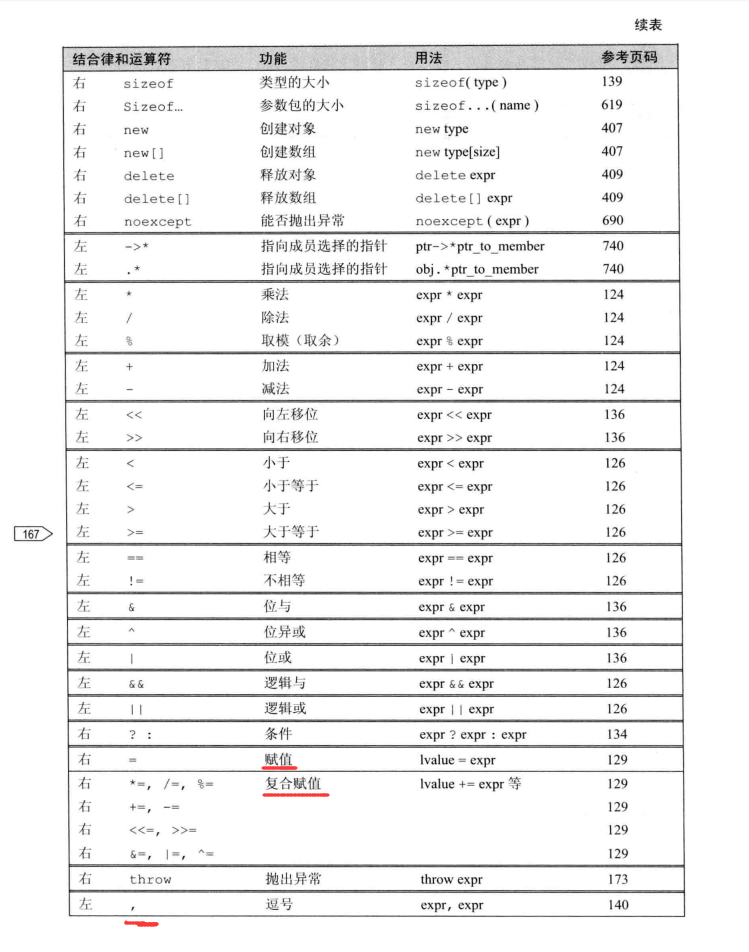 续表
结合律和运算符 功能 用法 参考页码
右 sizeof 类型的大小 sizeof( type ) 139
右 Sizeof… 参数包的大小 sizeof...( name ) 619
右 new 创建对象 new type 407
右 new[] 创建数组 new type[size] 407
右 delete 释放对象 delete expr 409
右 delete[] 释放数组 delete[] expr 409
右 noexcept 能否抛出异常 noexcept ( expr ) 690
左 ->* 指向成员选择的指针 ptr->*ptr_to_member 740
左 .* 指向成员选择的指针 obj.*ptr_to_member 740
左 * 乘法 expr * expr 124
左 / 除法 expr / expr 124
左 % 取模（取余） expr % expr 124
左 + 加法 expr + expr 124
左 - 减法 expr - expr 124
左 << 向左移位 expr << expr 136
左 >> 向右移位 expr >> expr 136
左 < 小于 expr < expr 126
左 <= 小于等于 expr <= expr 126
左 > 大于 expr > expr 126
167 左 >= 大于等于 expr >= expr 126
左 == 相等 expr == expr 126
左 != 不相等 expr != expr 126
左 & 位与 expr & expr 136
左 ^ 位异或 expr ^ expr 136
左 | 位或 expr | expr 136
左 && 逻辑与 expr && expr 126
左 || 逻辑或 expr || expr 126
右 ? : 条件 expr ? expr : expr 134
右 = 赋值 lvalue = expr 129
右 *=, /=, %= 复合赋值 lvalue += expr 等 129
右 +=, -= 129
右 <<=, >>= 129
右 &=, |=, ^= 129
右 throw 抛出异常 throw expr 173
左 , 逗号 expr, expr 140